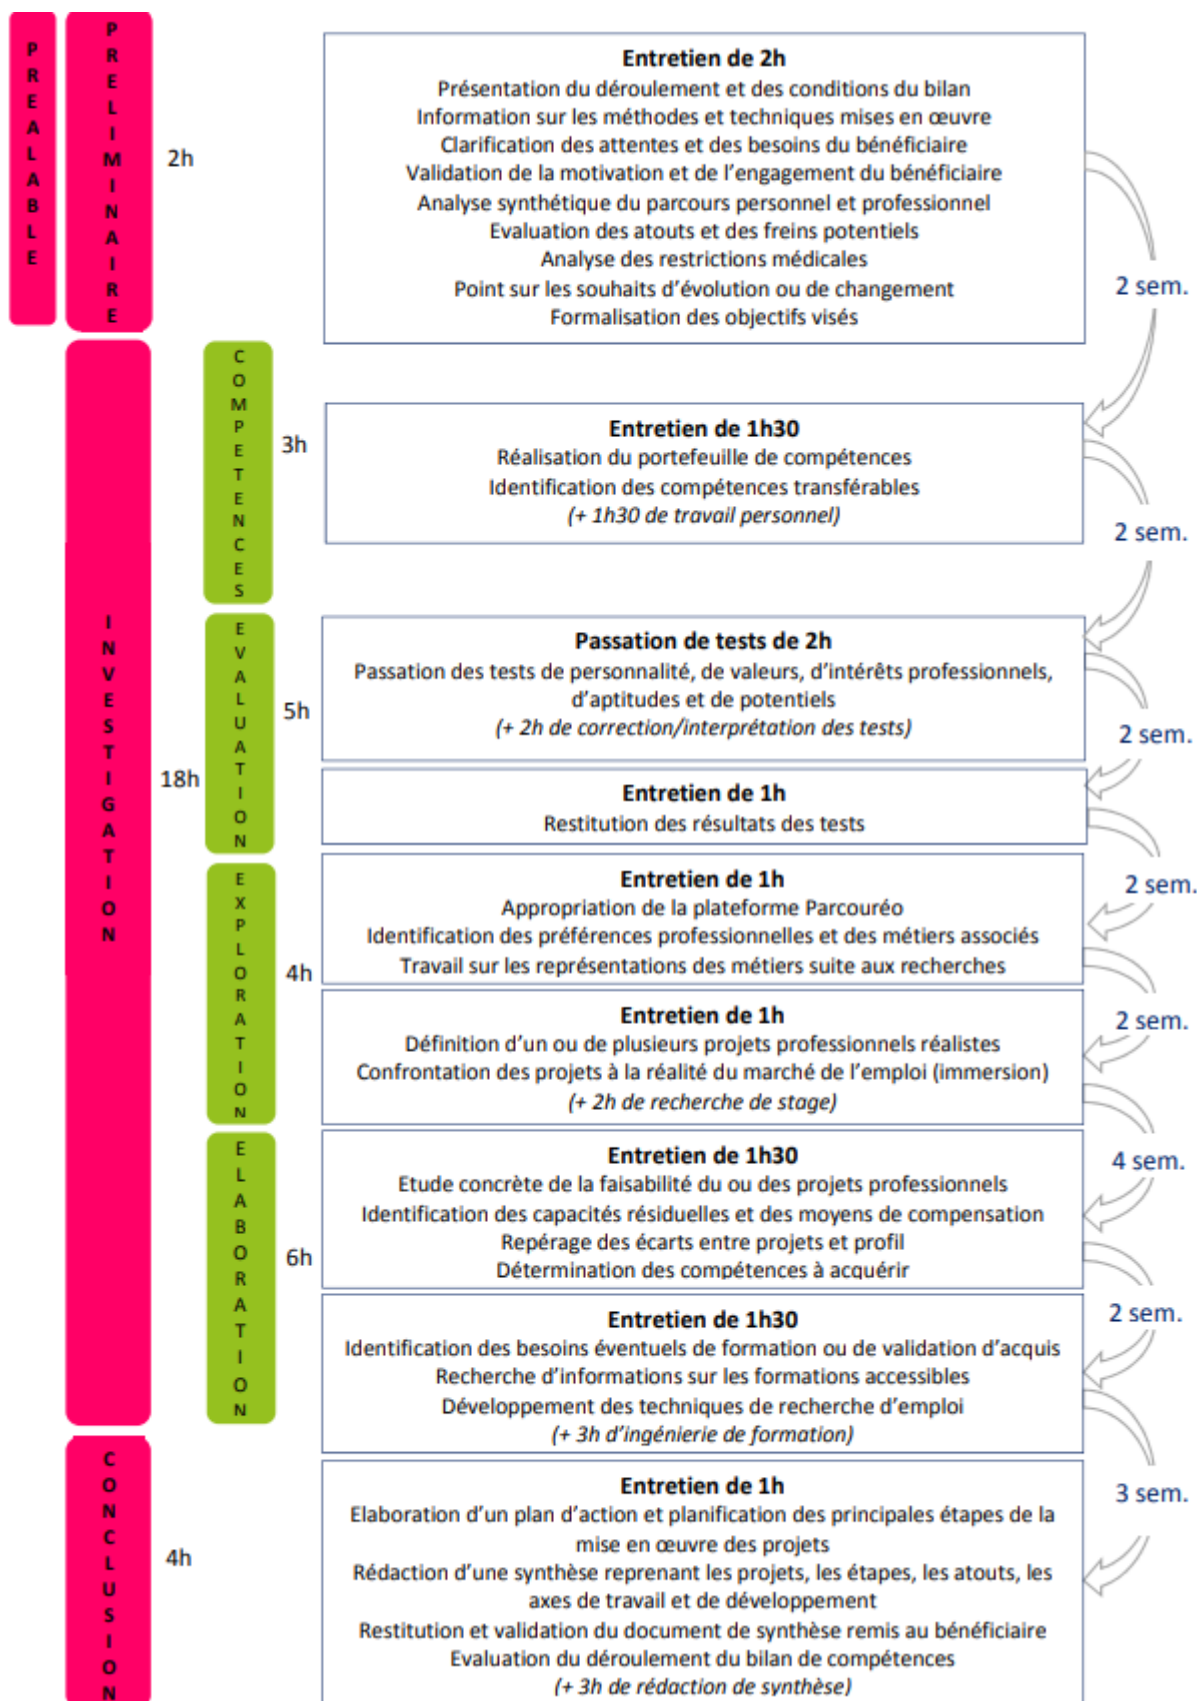 PREALABLE
PRELIMINAIRE
2h
Entretien de 2h
Présentation du déroulement et des conditions du bilan
Information sur les méthodes et techniques mises en œuvre
Clarification des attentes et des besoins du bénéficiaire
Validation de la motivation et de l'engagement du bénéficiaire
Analyse synthétique du parcours personnel et professionnel
Evaluation des atouts et des freins potentiels
Analyse des restrictions médicales
Point sur les souhaits d'évolution ou de changement
Formalisation des objectifs visés
2 sem.
INVESTIGATION
18h
COMPETENCES
3h
Entretien de 1h30
Réalisation du portefeuille de compétences
Identification des compétences transférables
(+ 1h30 de travail personnel)
2 sem.
EVALUATION
5h
Passation de tests de 2h
Passation des tests de personnalité, de valeurs, d'intérêts professionnels,
d'aptitudes et de potentiels
(+ 2h de correction/interprétation des tests)
2 sem.
Entretien de 1h
Restitution des résultats des tests
2 sem.
EXPLORATION
4h
Entretien de 1h
Appropriation de la plateforme Parcouréo
Identification des préférences professionnelles et des métiers associés
Travail sur les représentations des métiers suite aux recherches
2 sem.
Entretien de 1h
Définition d'un ou de plusieurs projets professionnels réalistes
Confrontation des projets à la réalité du marché de l'emploi (immersion)
(+ 2h de recherche de stage)
4 sem.
ELABORATION
6h
Entretien de 1h30
Etude concrète de la faisabilité du ou des projets professionnels
Identification des capacités résiduelles et des moyens de compensation
Repérage des écarts entre projets et profil
Détermination des compétences à acquérir
2 sem.
Entretien de 1h30
Identification des besoins éventuels de formation ou de validation d'acquis
Recherche d'informations sur les formations accessibles
Développement des techniques de recherche d'emploi
(+ 3h d'ingénierie de formation)
3 sem.
CONCLUSION
4h
Entretien de 1h
Elaboration d'un plan d'action et planification des principales étapes de la
mise en œuvre des projets
Rédaction d'une synthèse reprenant les projets, les étapes, les atouts, les
axes de travail et de développement
Restitution et validation du document de synthèse remis au bénéficiaire
Evaluation du déroulement du bilan de compétences
(+ 3h de rédaction de synthèse)